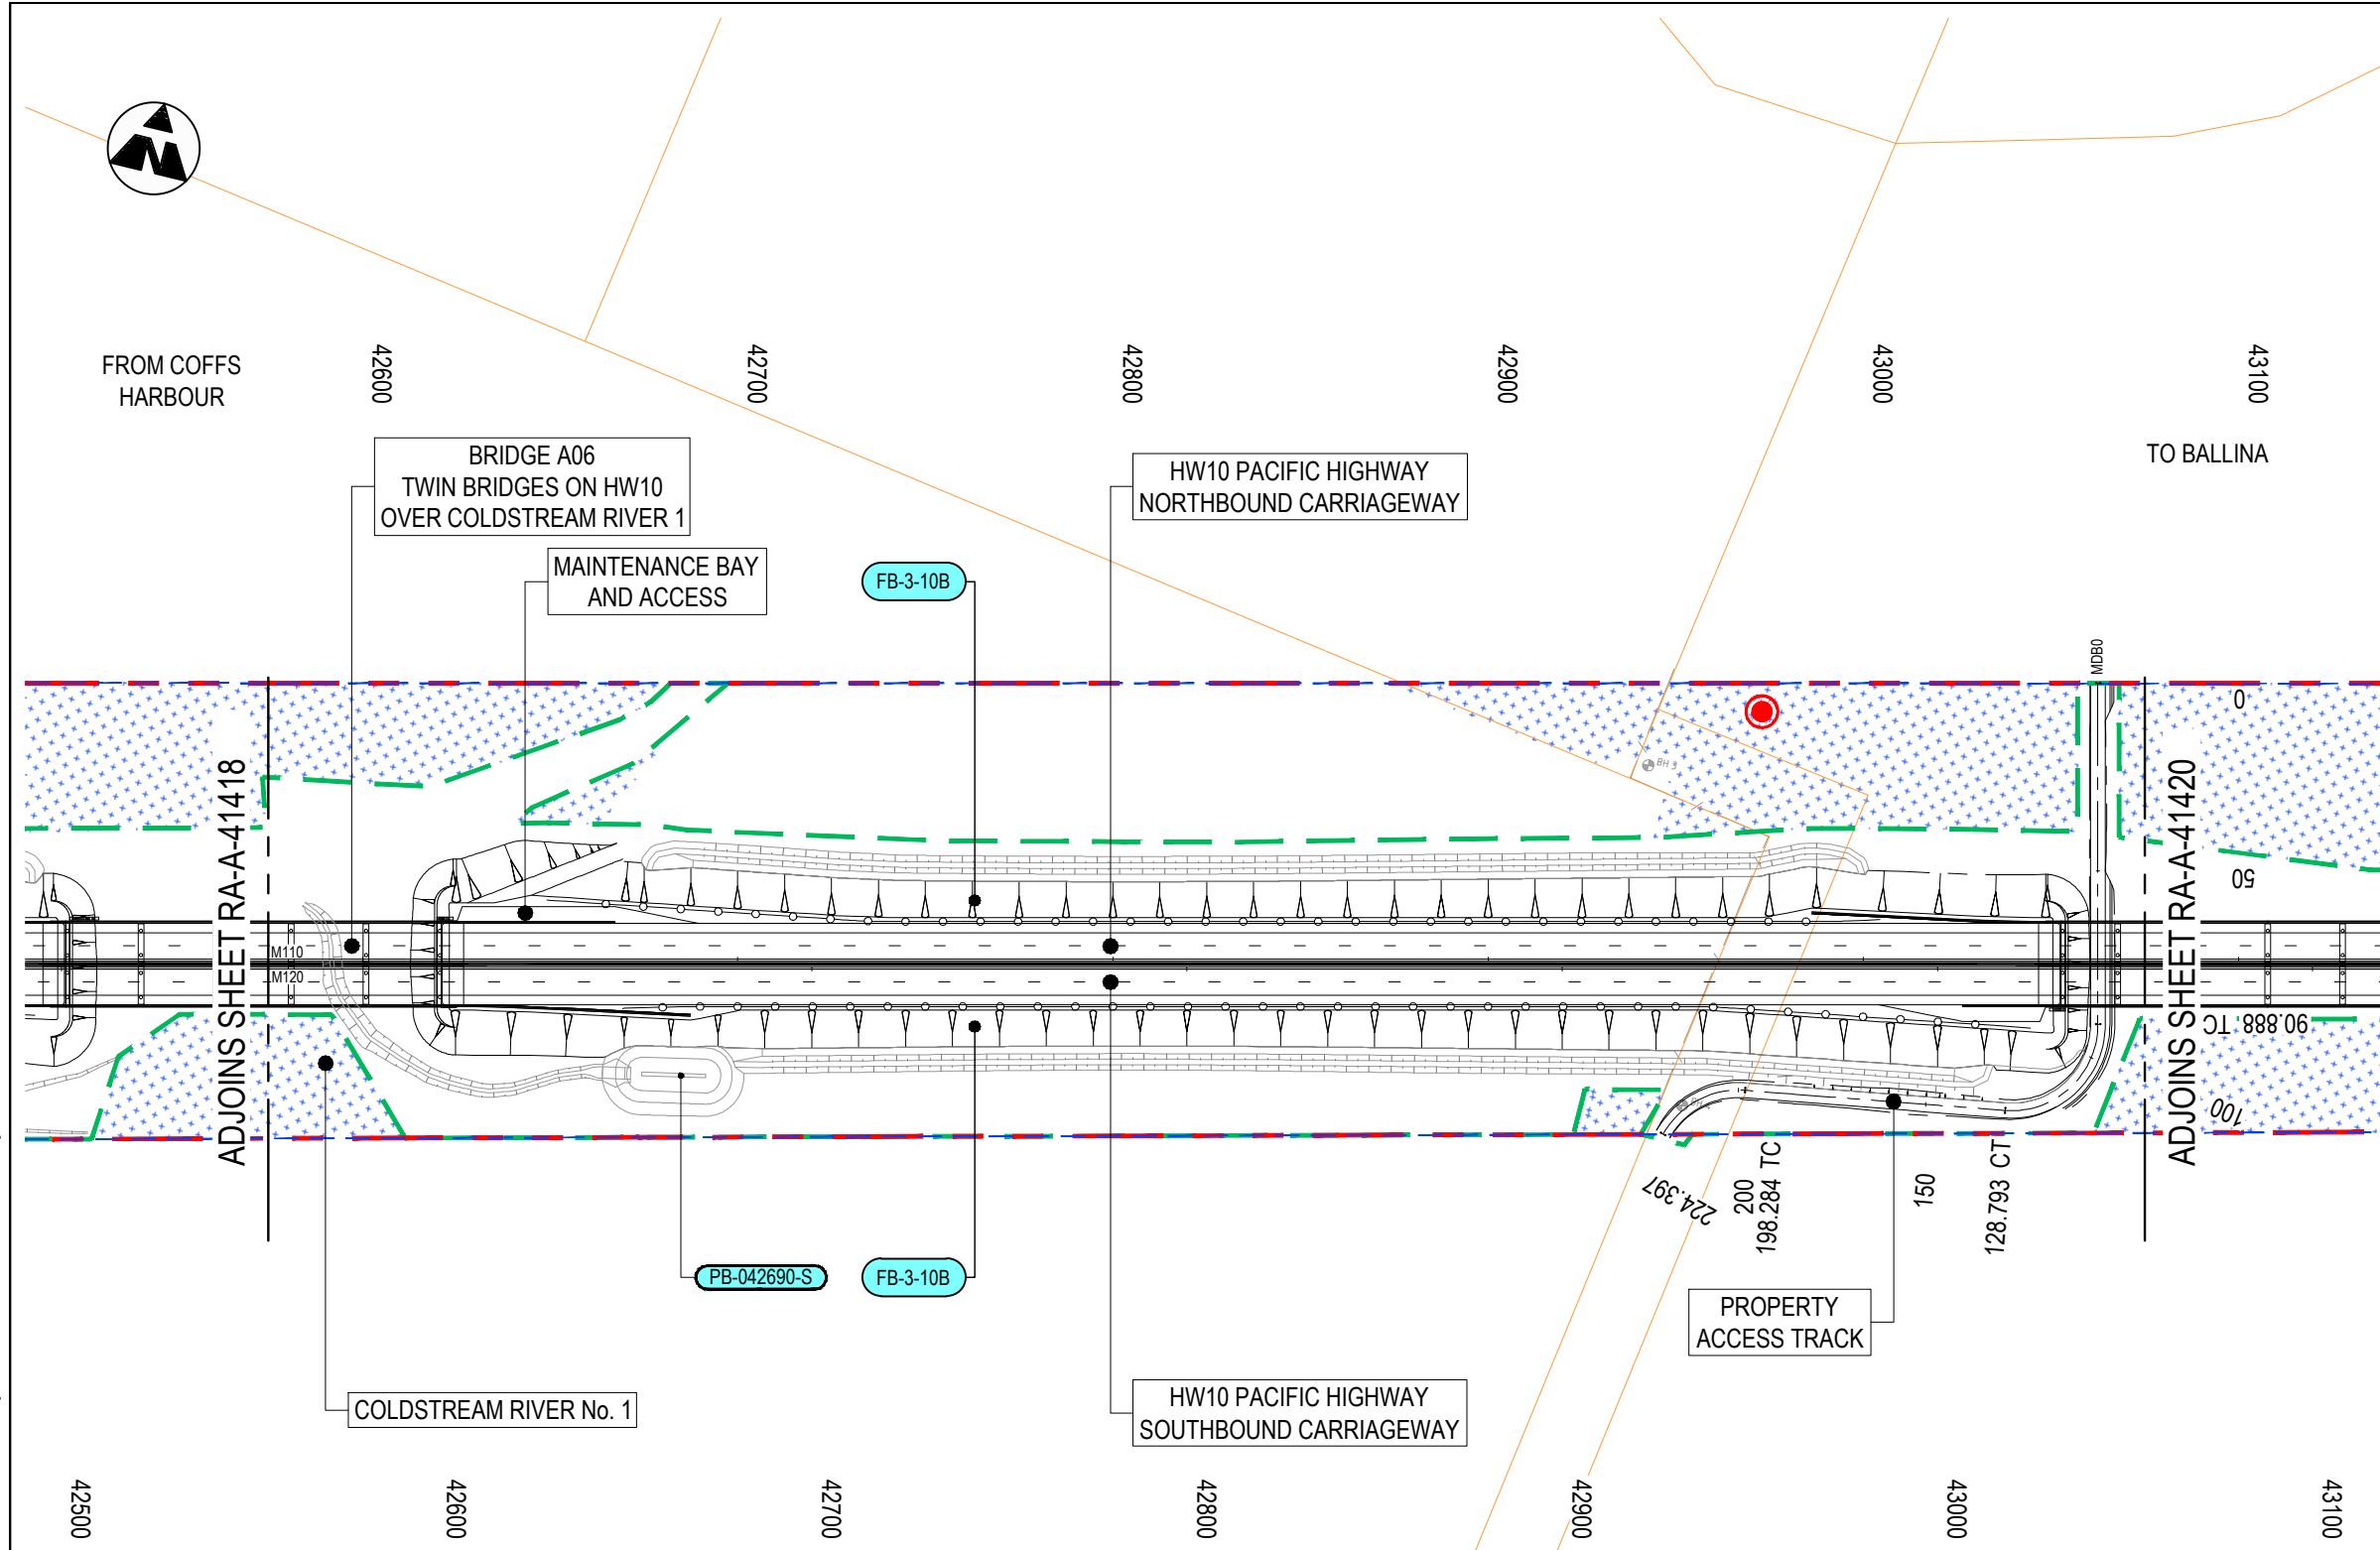 N
FROM COFFS
HARBOUR
42600
42700
42800
42900
43000
43100
TO BALLINA
BRIDGE A06
TWIN BRIDGES ON HW10
OVER COLDSTREAM RIVER 1
MAINTENANCE BAY
AND ACCESS
FB-3-10B
HW10 PACIFIC HIGHWAY
NORTHBOUND CARRIAGEWAY
MDB0
0
BH 3
ADJOINS SHEET RA-A-41418
ADJOINS SHEET RA-A-41420
50
M110
M120
90.888 TC
100
224.397
200
198.284 TC
150
128.793 CT
PB-042690-S
FB-3-10B
PROPERTY
ACCESS TRACK
COLDSTREAM RIVER No. 1
HW10 PACIFIC HIGHWAY
SOUTHBOUND CARRIAGEWAY
42500
42600
42700
42800
42900
43000
43100